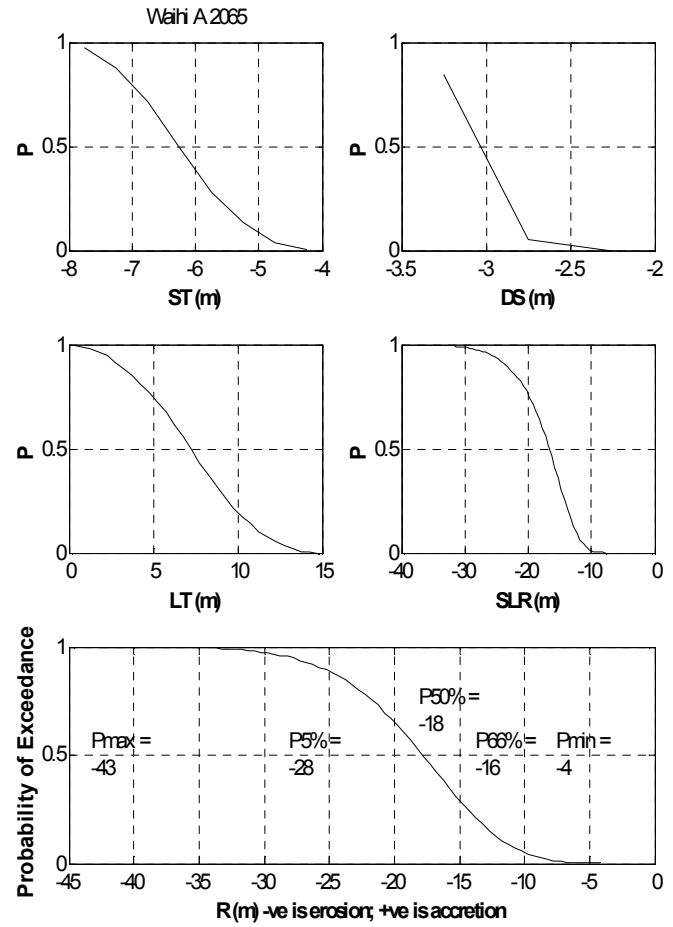 Waihi A 2065
1
0.5
0
P
-8 -7 -6 -5 -4
ST (m)
1
0.5
0
P
-3.5 -3 -2.5 -2
DS (m)
1
0.5
0
P
0 5 10 15
LT (m)
1
0.5
0
P
-40 -30 -20 -10 0
SLR (m)
1
0.5
0
Probability of Exceedance
Pmax =
-43
P5% =
-28
P50% =
-18
P66% =
-16
Pmin =
-4
-45 -40 -35 -30 -25 -20 -15 -10 -5 0
R (m) -ve is erosion; +ve is accretion